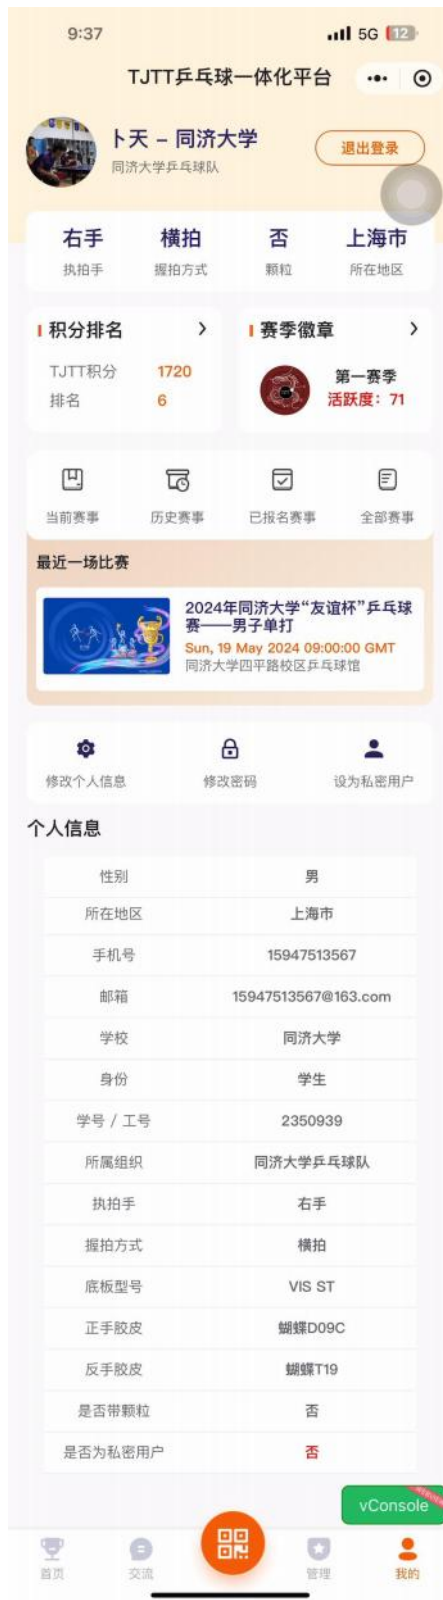 9:37
5G 12
TJTT乒乓球一体化平台
卜天 – 同济大学
同济大学乒乓球队
退出登录
右手 横拍 否 上海市
执拍手 握拍方式 颗粒 所在地区
积分排名 赛季徽章
TJTT积分 1720
排名 6
第一赛季
活跃度：71
当前赛事 历史赛事 已报名赛事 全部赛事
最近一场比赛
2024年同济大学“友谊杯”乒乓球
赛——男子单打
Sun, 19 May 2024 09:00:00 GMT
同济大学四平路校区乒乓球馆
修改个人信息 修改密码 设为私密用户
个人信息
性别 男
所在地区 上海市
手机号 15947513567
邮箱 15947513567@163.com
学校 同济大学
身份 学生
学号 / 工号 2350939
所属组织 同济大学乒乓球队
执拍手 右手
握拍方式 横拍
底板型号 VIS ST
正手胶皮 蝴蝶D09C
反手胶皮 蝴蝶T19
是否带颗粒 否
是否为私密用户 否
vConsole
首页 交流 管理 我的